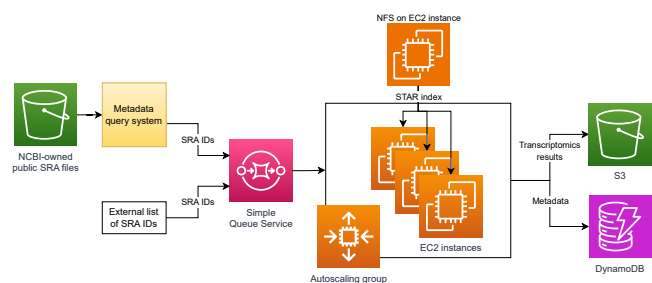 NFS on EC2 instance
STAR index
Metadata
query system
SRA IDs
NCBI-owned
public SRA files
Simple
Queue Service
SRA IDs
External list
of SRA IDs
EC2 instances
Autoscaling group
Transcriptomics
results
S3
Metadata
DynamoDB